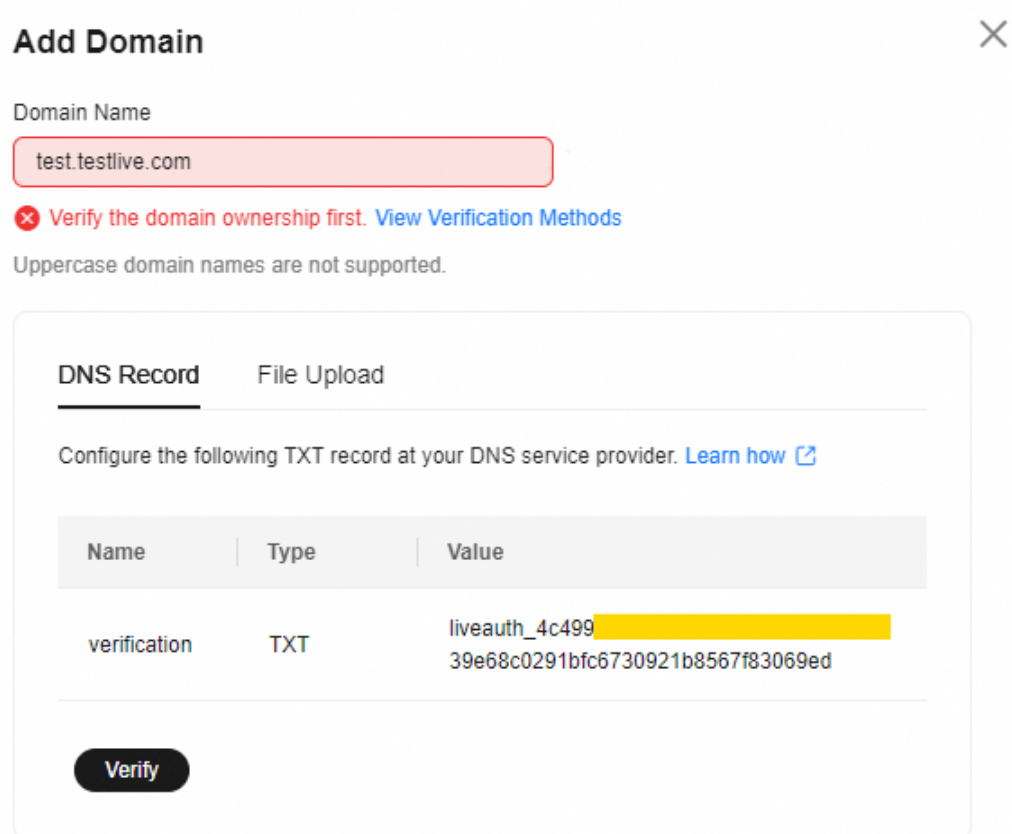 Add Domain
Domain Name
test.testlive.com
Verify the domain ownership first. View Verification Methods
Uppercase domain names are not supported.
DNS Record File Upload
Configure the following TXT record at your DNS service provider. Learn how
Name Type Value
verification TXT liveauth_4c499
39e68c0291bfc6730921b8567f83069ed
Verify